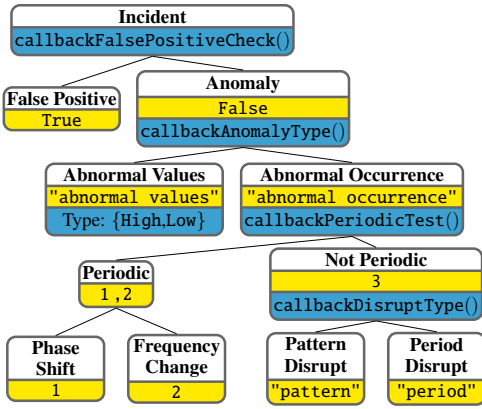 Incident
callbackFalsePositiveCheck()
False Positive
True
Anomaly
False
callbackAnomalyType()
Abnormal Values
"abnormal values"
Type: {High,Low}
Abnormal Occurrence
"abnormal occurrence"
callbackPeriodicTest()
Periodic
1 ,2
Not Periodic
3
callbackDisruptType()
Phase
Shift
1
Frequency
Change
2
Pattern
Disrupt
"pattern"
Period
Disrupt
"period"